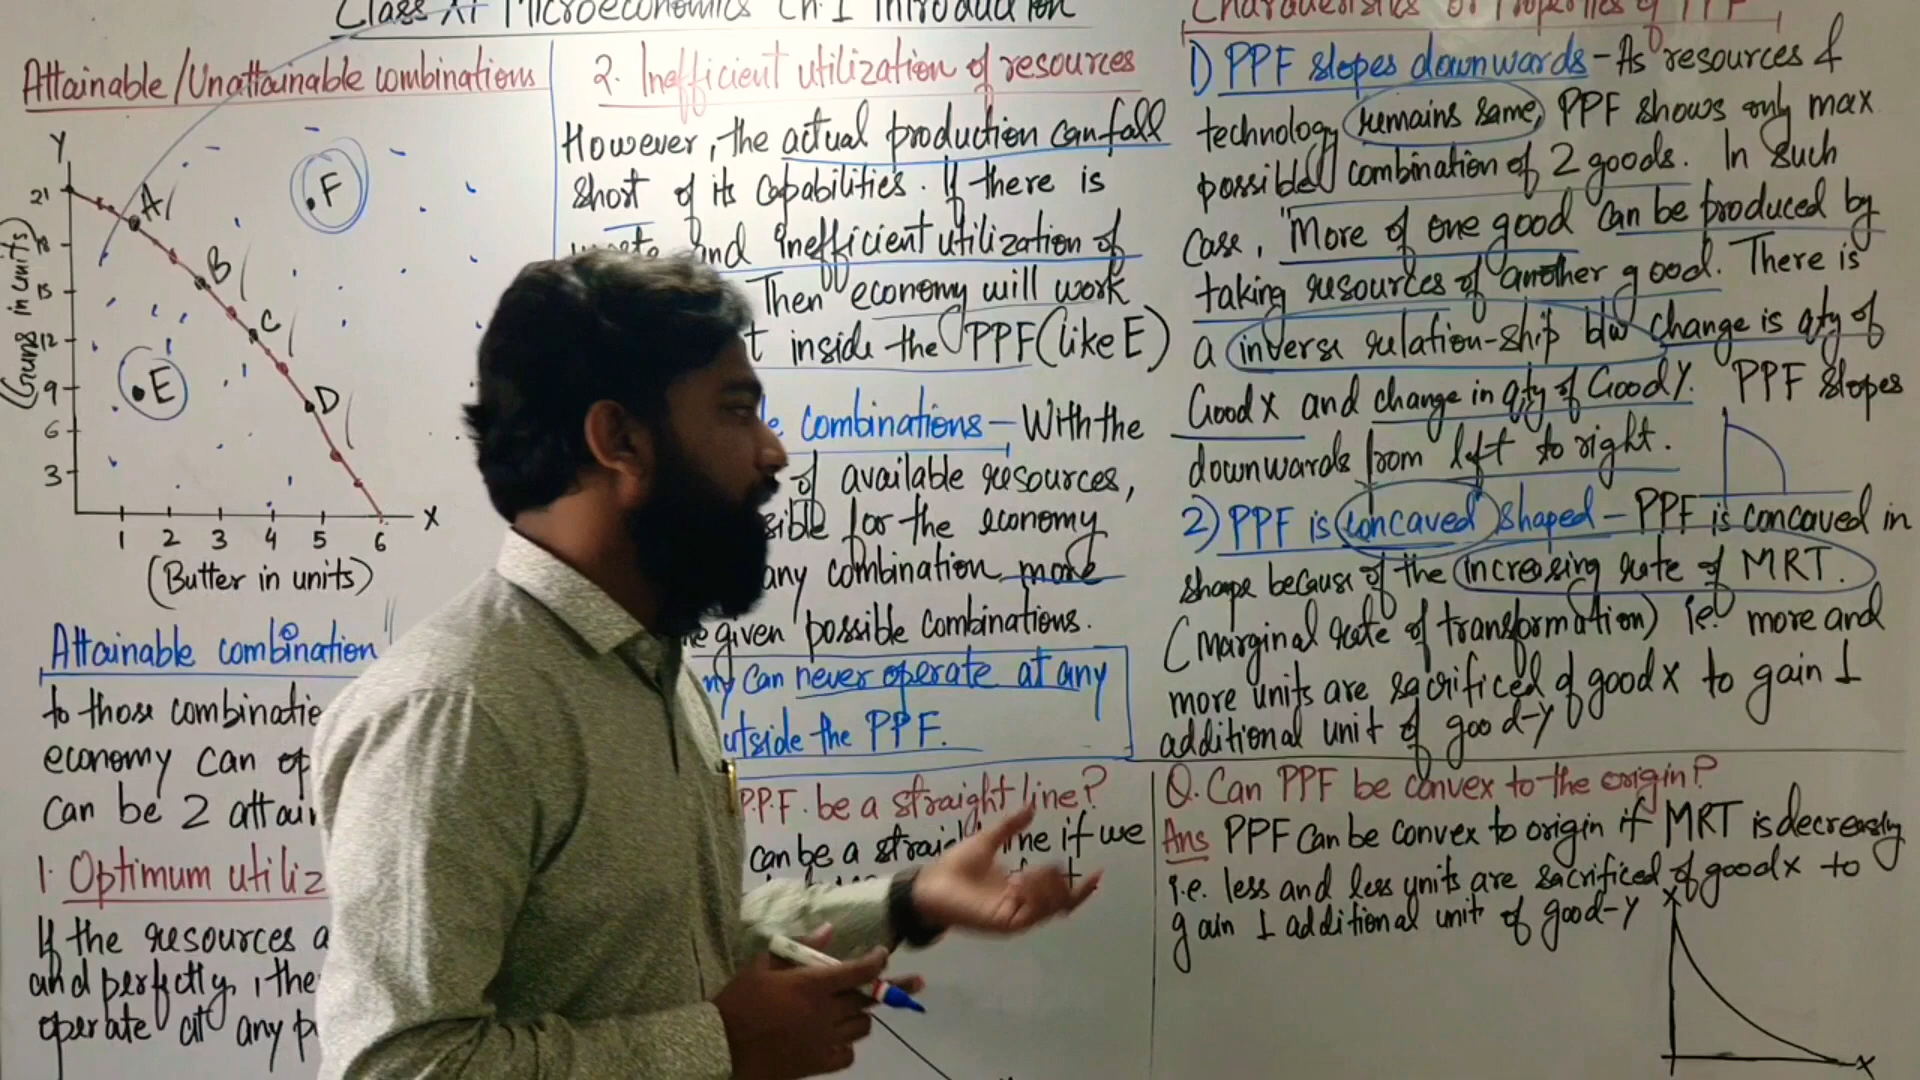 Class XI Microeconomics Ch.1 Introduction
Attainable/Unattainable combinations
Y
21
18
15
12
9
6
3
(Guns in units)
A
B
C
D
E
F
1 2 3 4 5 6
X
(Butter in units)
Attainable combination
to those
economy can
can be 2
1. Optimum
If the resources
and perfectly, the
operate at any
2. Inefficient utilization of resources
However, the actual production can fall
short of its capabilities. If there is
and inefficient utilization of
Then economy will work
inside the PPF (like E)
combinations - With the
of available resources,
for the economy
any combination more
given possible combinations.
can never operate at any
the PPF.
P.P.F. be a straight line?
can be a line if we
Characteristics or Properties of PPF
1) PPF slopes downwards - As resources &
technology remains same, PPF shows only max
possible combination of 2 goods. In such
case, "More of one good can be produced by
taking resources of another good. There is
a inverse relation-ship b/w change is qty of
Good X and change in qty of Good Y. PPF slopes
downwards from left to right.
2) PPF is concaved shaped - PPF is concaved in
shape because of the increasing rate of MRT.
(Marginal rate of transformation) i.e. more and
more units are sacrificed of good X to gain 1
additional unit of good-Y
Q. Can PPF be convex to the origin?
Ans PPF can be convex to origin if MRT is decreasing
i.e. less and less units are sacrificed of good X to
gain 1 additional unit of good-Y
X